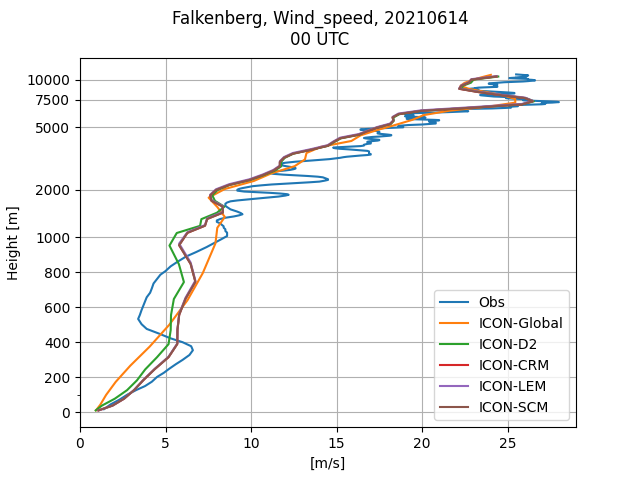 Falkenberg, Wind_speed, 20210614
00 UTC
10000
7500
5000
2000
1000
800
600
400
200
0
Height [m]
0 5 10 15 20 25
[m/s]
Obs
ICON-Global
ICON-D2
ICON-CRM
ICON-LEM
ICON-SCM